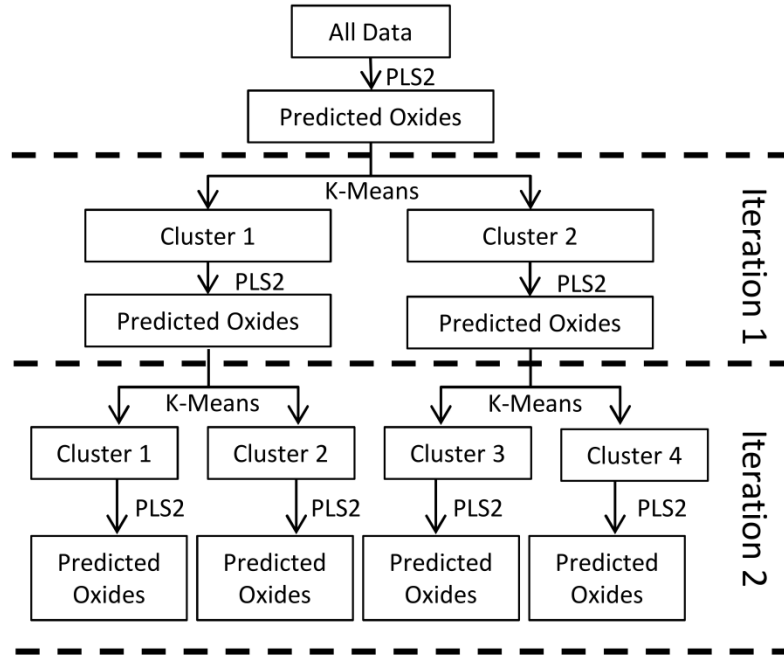 All Data
PLS2
Predicted Oxides
K-Means
Cluster 1
Cluster 2
PLS2
PLS2
Predicted Oxides
Predicted Oxides
Iteration 1
K-Means
K-Means
Cluster 1
Cluster 2
Cluster 3
Cluster 4
PLS2
PLS2
PLS2
PLS2
Predicted
Oxides
Predicted
Oxides
Predicted
Oxides
Predicted
Oxides
Iteration 2